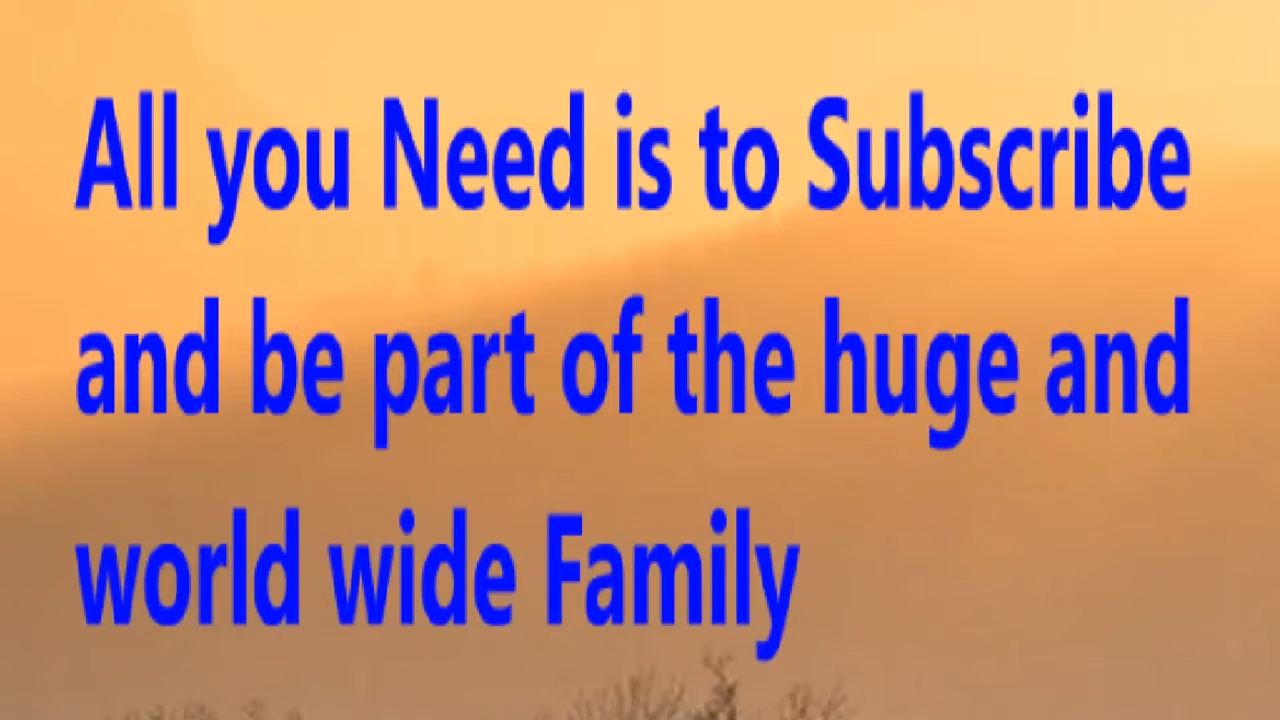 All you Need is to Subscribe
and be part of the huge and
world wide Family